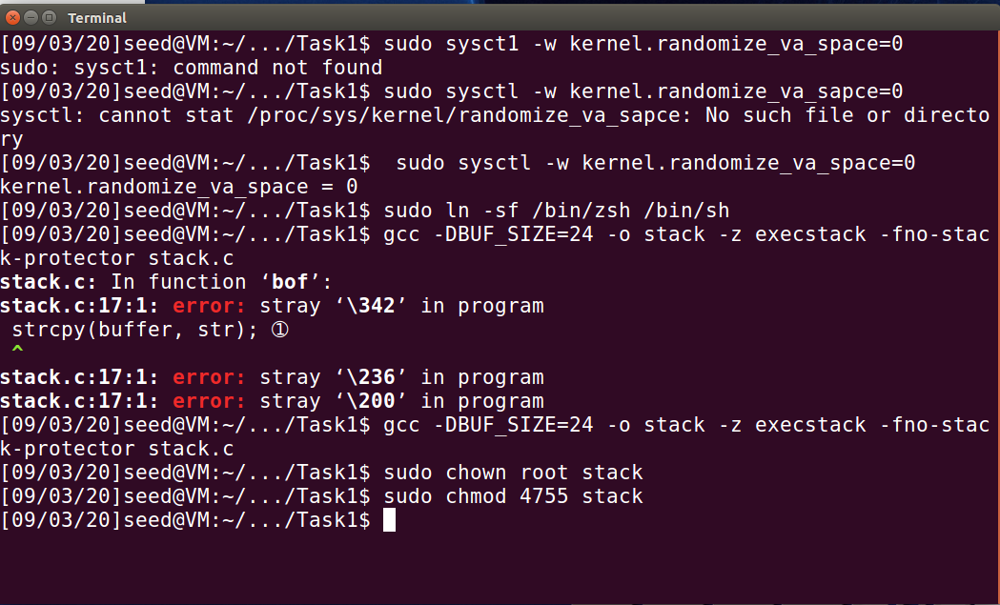 Terminal
[09/03/20]seed@VM:~/.../Task1$ sudo sysct1 -w kernel.randomize_va_space=0
sudo: sysct1: command not found
[09/03/20]seed@VM:~/.../Task1$ sudo sysctl -w kernel.randomize_va_sapce=0
sysctl: cannot stat /proc/sys/kernel/randomize_va_sapce: No such file or directo
ry
[09/03/20]seed@VM:~/.../Task1$  sudo sysctl -w kernel.randomize_va_space=0
kernel.randomize_va_space = 0
[09/03/20]seed@VM:~/.../Task1$ sudo ln -sf /bin/zsh /bin/sh
[09/03/20]seed@VM:~/.../Task1$ gcc -DBUF_SIZE=24 -o stack -z execstack -fno-stac
k-protector stack.c
stack.c: In function ‘bof’:
stack.c:17:1: error: stray ‘\342’ in program
 strcpy(buffer, str); ➀
 ^
stack.c:17:1: error: stray ‘\236’ in program
stack.c:17:1: error: stray ‘\200’ in program
[09/03/20]seed@VM:~/.../Task1$ gcc -DBUF_SIZE=24 -o stack -z execstack -fno-stac
k-protector stack.c
[09/03/20]seed@VM:~/.../Task1$ sudo chown root stack
[09/03/20]seed@VM:~/.../Task1$ sudo chmod 4755 stack
[09/03/20]seed@VM:~/.../Task1$